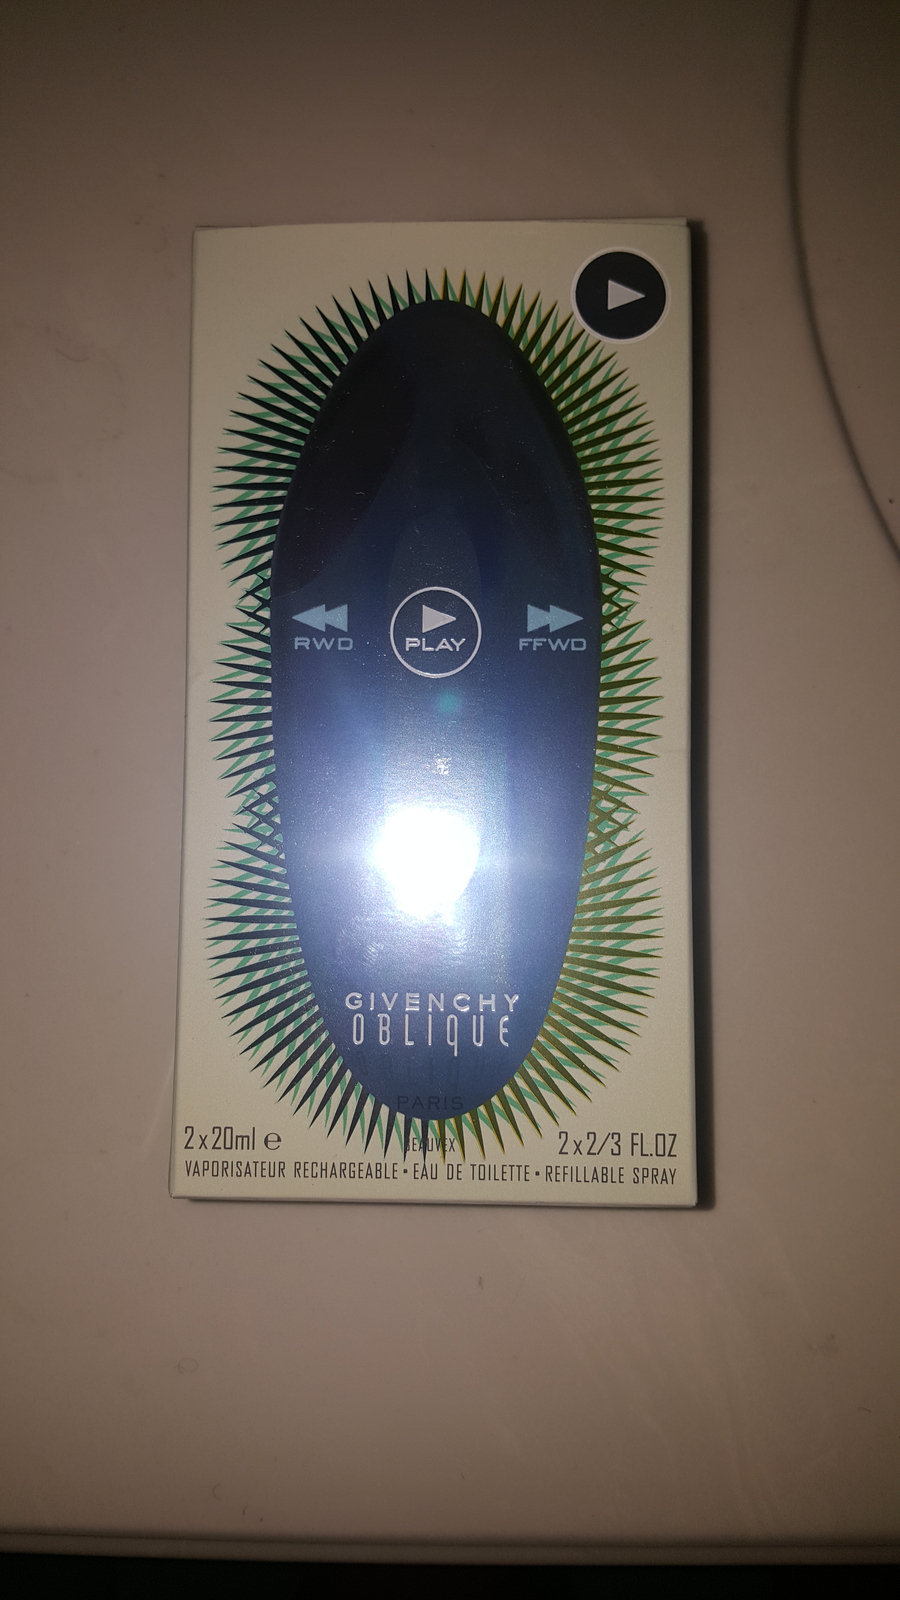 RWD PLAY FFWD
GIVENCHY
OBLIQUE
PARIS
2x20ml e 2x2/3 FL.OZ
VAPORISATEUR RECHARGEABLE • EAU DE TOILETTE • REFILLABLE SPRAY